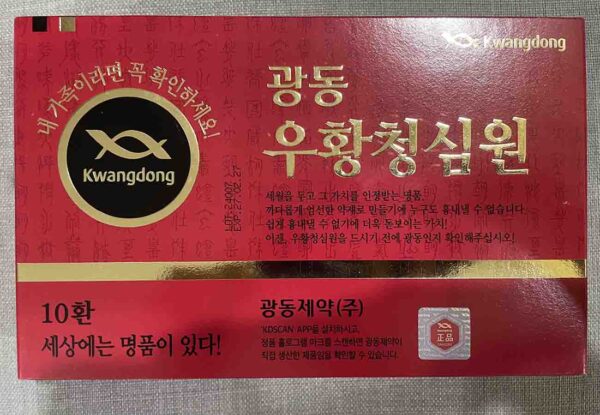 Kwangdong
내 가족이라면 꼭 확인하세요!
Kwangdong
광동
우황청심원
세월을 두고 그 가치를 인정받는 명품.
까다롭게 엄선한 약재로 만들기에 누구도 흉내낼 수 없습니다.
쉽게 흉내낼 수 없기에 더욱 돋보이는 가치!
이젠, 우황청심원을 드시기 전에 광동인지 확인해주십시오!
10환
세상에는 명품이 있다!
광동제약(주)
'KDSCAN' APP을 설치하시고,
정품 홀로그램 마크를 스캔하면 광동제약이
직접 생산한 제품임을 확인할 수 있습니다.
正品